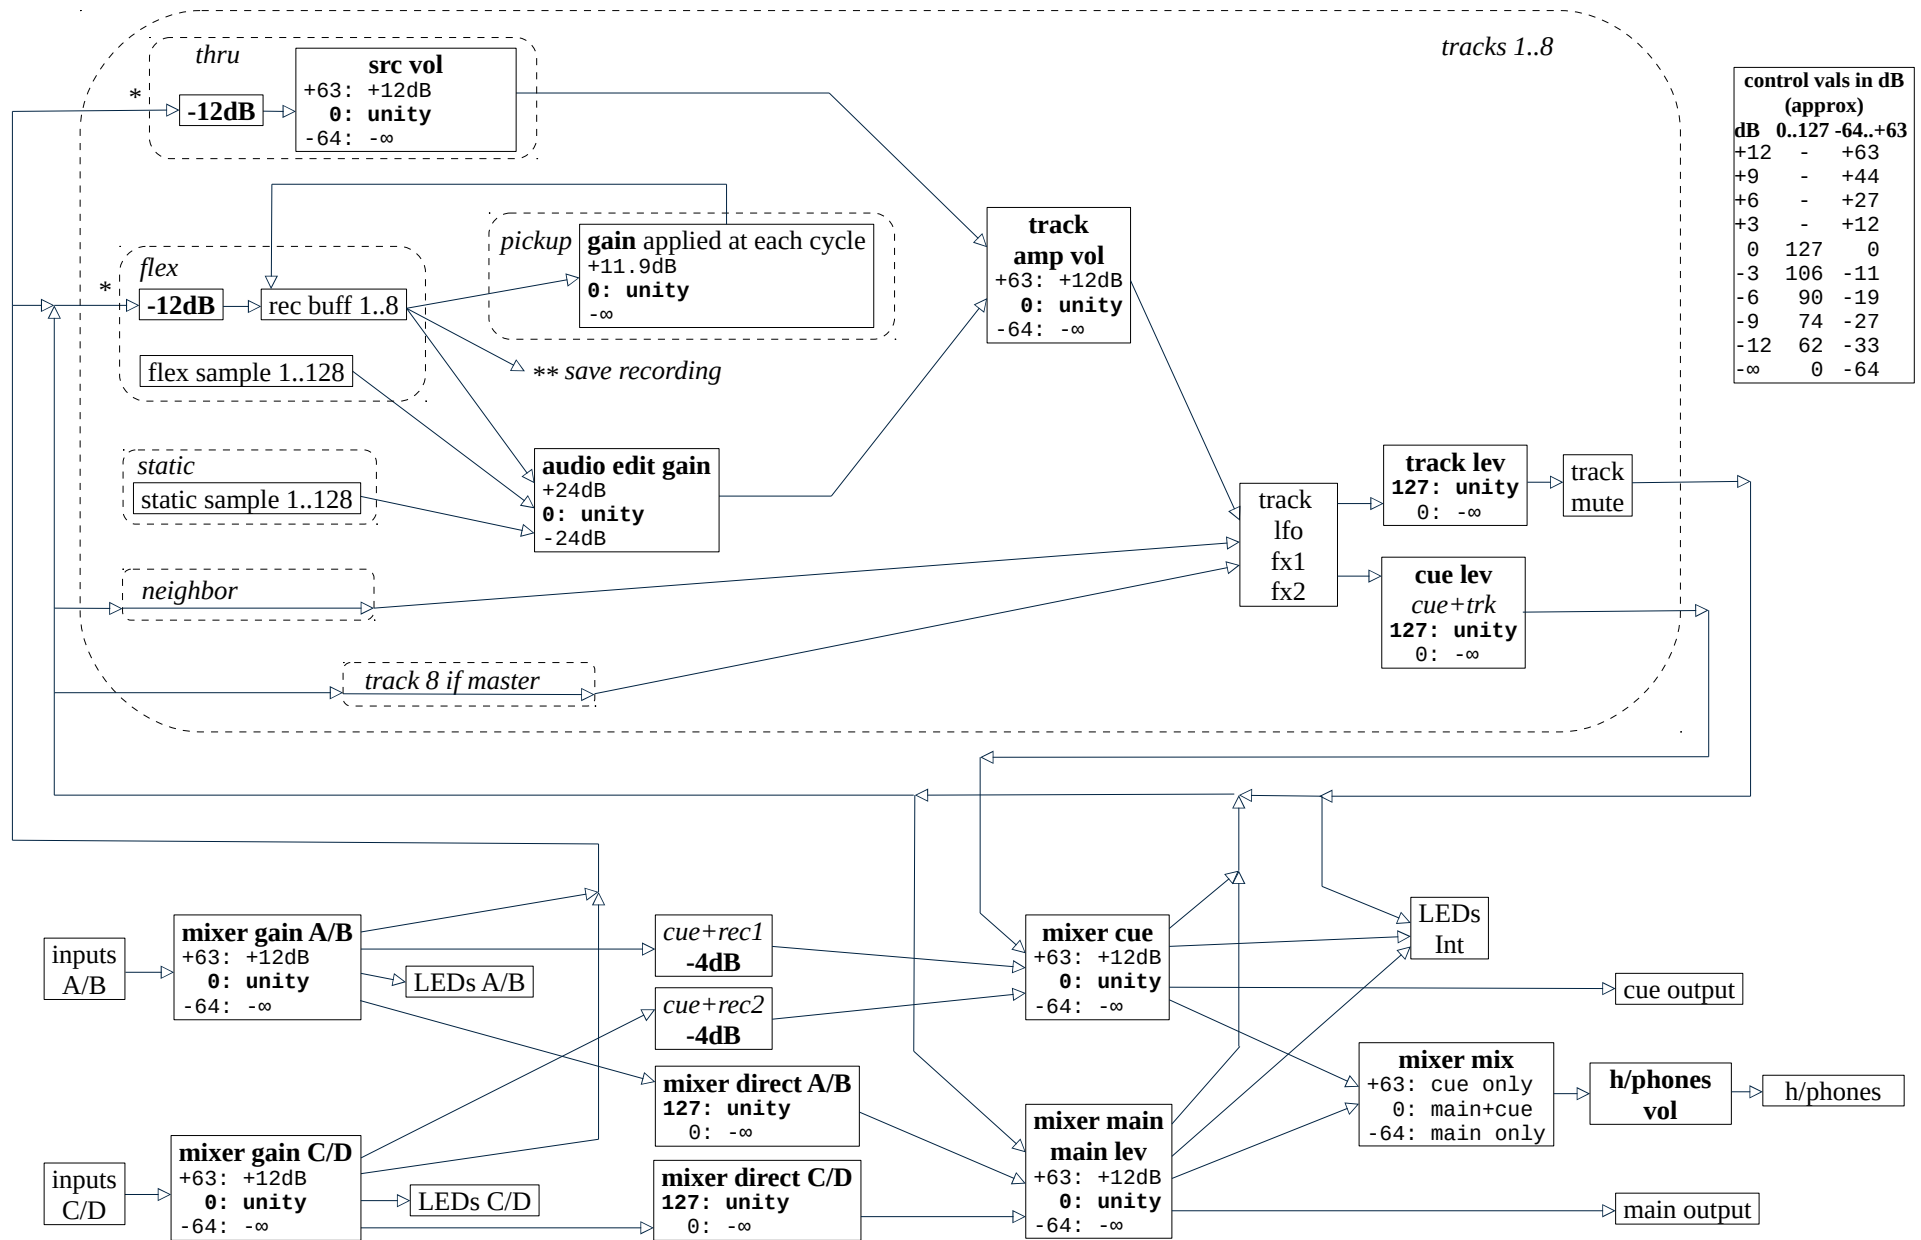 tracks 1..8
thru
*
-12dB
src vol
+63: +12dB
0: unity
-64: -∞
control vals in dB
(approx)
dB 0..127 -64..+63
+12 - +63
+9 - +44
+6 - +27
+3 - +12
0 127 0
-3 106 -11
-6 90 -19
-9 74 -27
-12 62 -33
-∞ 0 -64
flex
*
-12dB
rec buff 1..8
flex sample 1..128
pickup
gain applied at each cycle
+11.9dB
0: unity
-∞
** save recording
track
amp vol
+63: +12dB
0: unity
-64: -∞
static
static sample 1..128
audio edit gain
+24dB
0: unity
-24dB
neighbor
track 8 if master
track
lfo
fx1
fx2
track lev
127: unity
0: -∞
track
mute
cue lev
cue+trk
127: unity
0: -∞
inputs
A/B
mixer gain A/B
+63: +12dB
0: unity
-64: -∞
LEDs A/B
cue+rec1
-4dB
cue+rec2
-4dB
mixer direct A/B
127: unity
0: -∞
mixer cue
+63: +12dB
0: unity
-64: -∞
LEDs
Int
cue output
inputs
C/D
mixer gain C/D
+63: +12dB
0: unity
-64: -∞
LEDs C/D
mixer direct C/D
127: unity
0: -∞
mixer main
main lev
+63: +12dB
0: unity
-64: -∞
mixer mix
+63: cue only
0: main+cue
-64: main only
h/phones
vol
h/phones
main output